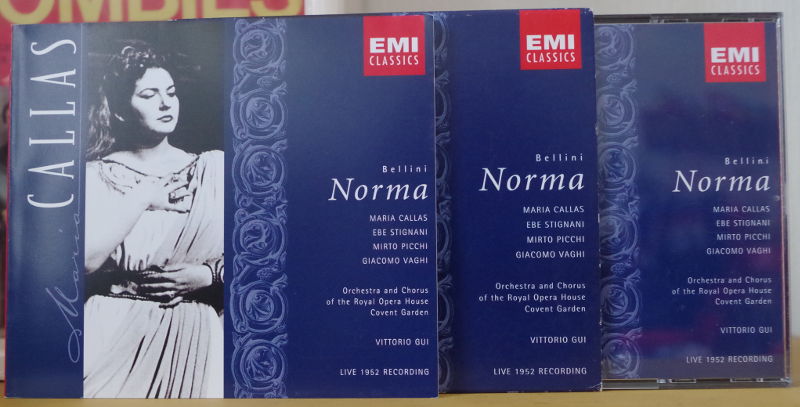 OMBIES
Maria CALLAS
EMI
CLASSICS
Bellini
Norma
MARIA CALLAS
EBE STIGNANI
MIRTO PICCHI
GIACOMO VAGHI
Orchestra and Chorus
of the Royal Opera House
Covent Garden
VITTORIO GUI
LIVE 1952 RECORDING
EMI
CLASSICS
Bellini
Norma
MARIA CALLAS
EBE STIGNANI
MIRTO PICCHI
GIACOMO VAGHI
Orchestra and Chorus
of the Royal Opera House
Covent Garden
VITTORIO GUI
LIVE 1952 RECORDING
EMI
CLASSICS
Bellini
Norma
MARIA CALLAS
EBE STIGNANI
MIRTO PICCHI
GIACOMO VAGHI
Orchestra and Chorus
of the Royal Opera House
Covent Garden
VITTORIO GUI
LIVE 1952 RECORDING